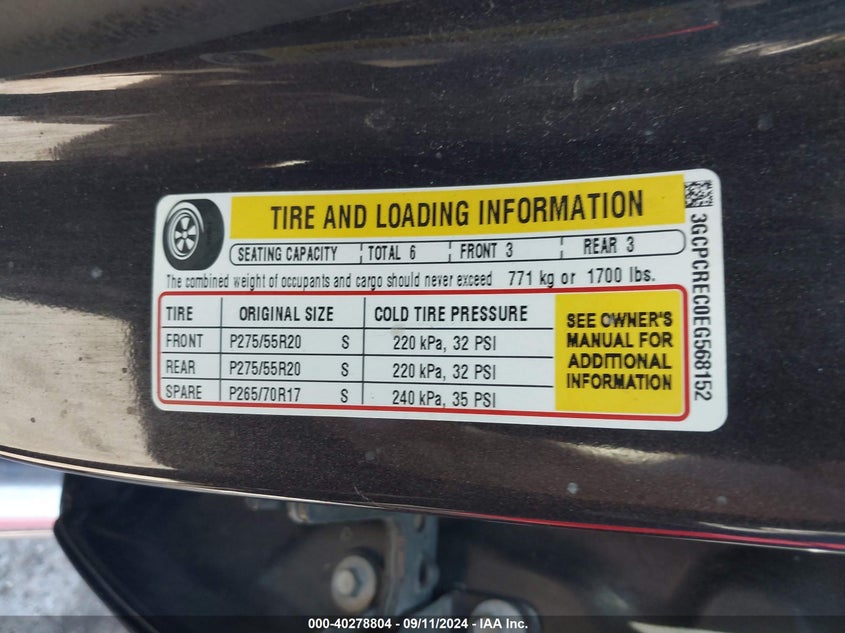 TIRE AND LOADING INFORMATION
SEATING CAPACITY TOTAL 6 FRONT 3 REAR 3
The combined weight of occupants and cargo should never exceed 771 kg or 1700 lbs.
TIRE ORIGINAL SIZE COLD TIRE PRESSURE
FRONT P275/55R20 S 220 kPa, 32 PSI
REAR P275/55R20 S 220 kPa, 32 PSI
SPARE P265/70R17 S 240 kPa, 35 PSI
SEE OWNER'S
MANUAL FOR
ADDITIONAL
INFORMATION
3GCPCREC0EG568152
000-40278804 - 09/11/2024 - IAAI.com